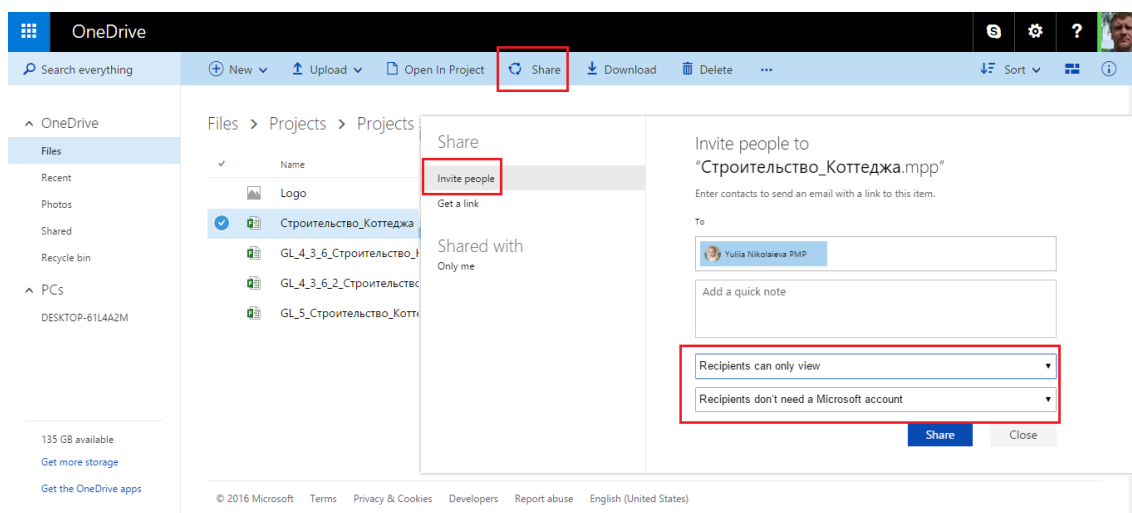 OneDrive
Search everything
New
Upload
Open In Project
Share
Download
Delete
Sort
OneDrive
Files
Recent
Photos
Shared
Recycle bin
PCs
DESKTOP-61L4A2M
135 GB available
Get more storage
Get the OneDrive apps
Files > Projects > Projects
Name
Logo
Строительство_Коттеджа
GL_4_3_6_Строительство_
GL_4_3_6_2_Строительс
GL_5_Строительство_Котт
Share
Invite people
Get a link
Shared with
Only me
Invite people to
"Строительство_Коттеджа.mpp"
Enter contacts to send an email with a link to this item.
To
Yuliia Nikolaieva PMP
Add a quick note
Recipients can only view
Recipients don't need a Microsoft account
Share Close
© 2016 Microsoft Terms Privacy & Cookies Developers Report abuse English (United States)